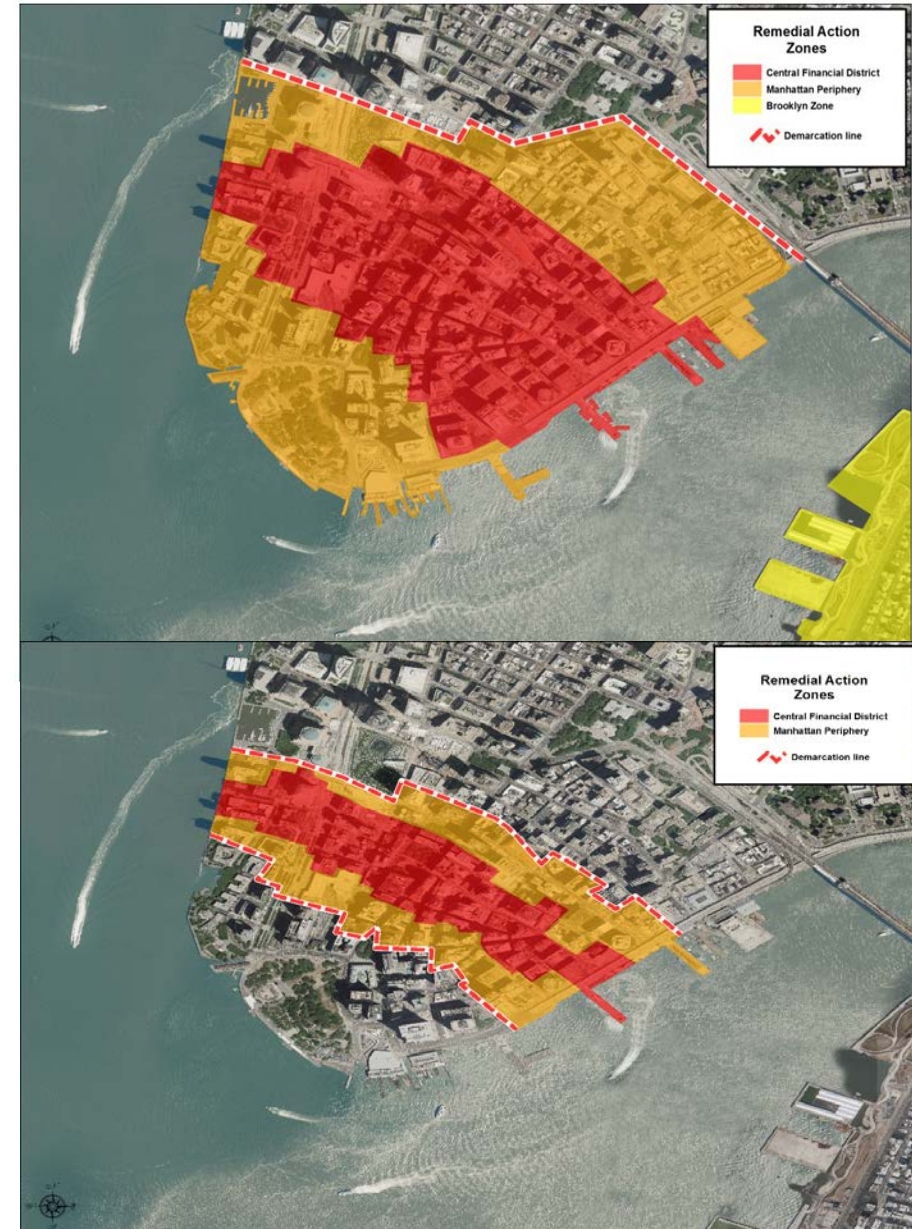 Remedial Action
Zones
Central Financial District
Manhattan Periphery
Brooklyn Zone
Demarcation line
Remedial Action
Zones
Central Financial District
Manhattan Periphery
Demarcation line